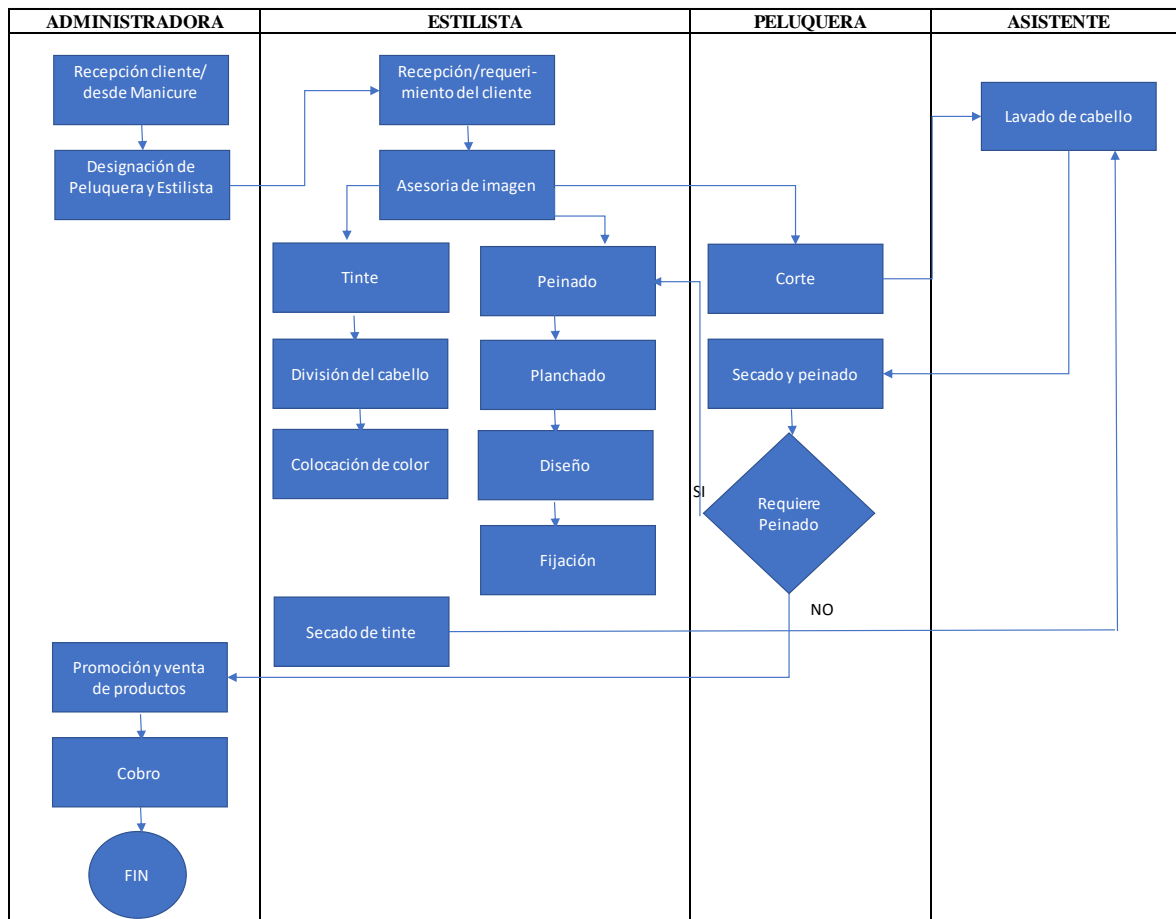 ADMINISTRADORA
ESTILISTA
PELUQUERA
ASISTENTE
Recepción cliente/
desde Manicure
Designación de
Peluquera y Estilista
Recepción/requeri-
miento del cliente
Asesoria de imagen
Tinte
División del cabello
Colocación de color
Peinado
Planchado
Diseño
Fijación
Secado de tinte
Corte
Secado y peinado
SI
Requiere
Peinado
NO
Lavado de cabello
Promoción y venta
de productos
Cobro
FIN